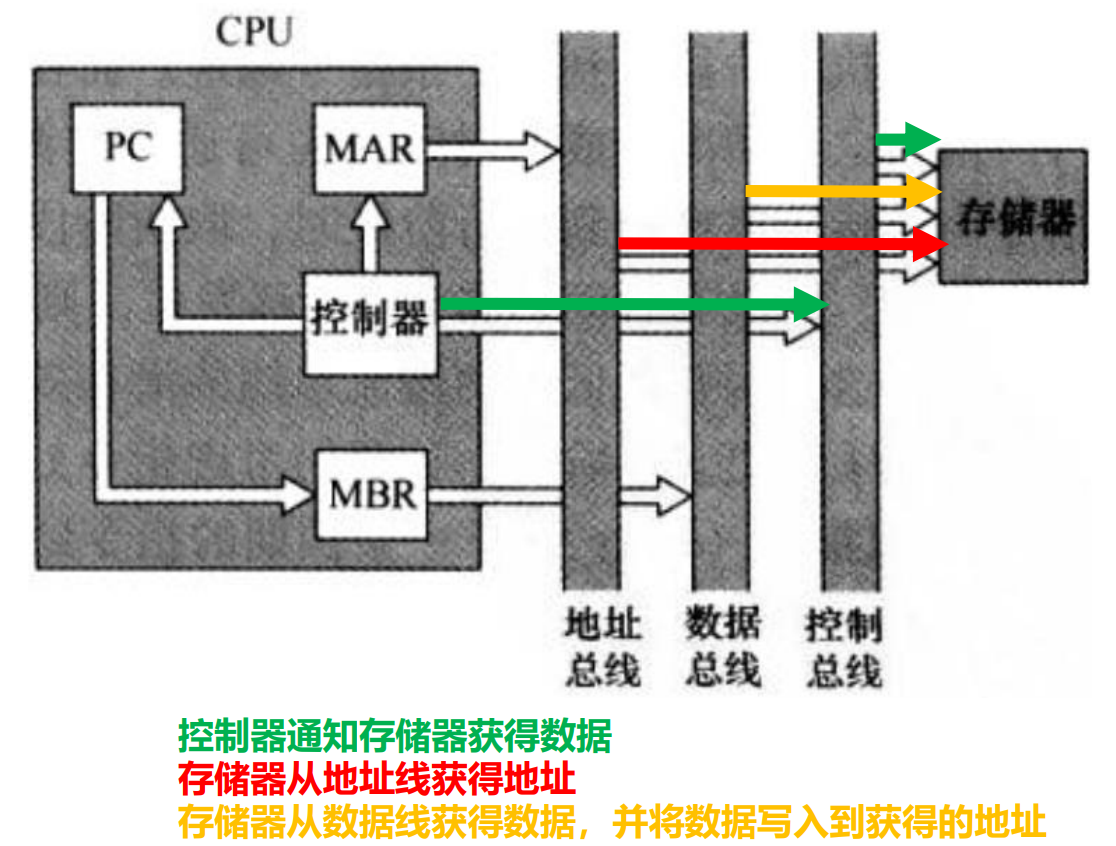 CPU
PC
MAR
存储器
控制器
MBR
地址
总线
数据
总线
控制
总线
控制器通知存储器获得数据
存储器从地址线获得地址
存储器从数据线获得数据，并将数据写入到获得的地址